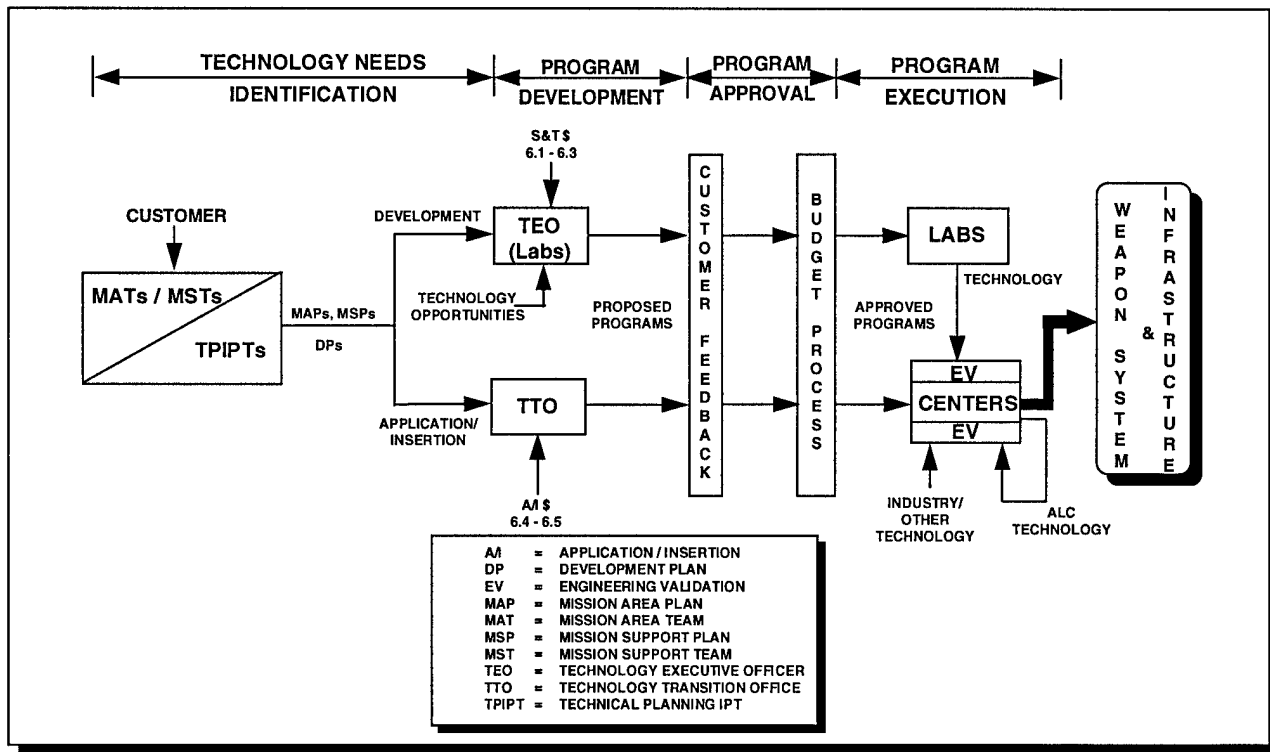 TECHNOLOGY NEEDS
IDENTIFICATION
PROGRAM
DEVELOPMENT
PROGRAM
APPROVAL
PROGRAM
EXECUTION
S&T $
6.1 - 6.3
CUSTOMER
MATs / MSTs
TPIPTs
MAPs, MSPs
DPs
DEVELOPMENT
TEO
(Labs)
TECHNOLOGY
OPPORTUNITIES
APPLICATION/
INSERTION
TTO
A/I $
6.4 - 6.5
PROPOSED
PROGRAMS
CUSTOMER FEEDBACK
BUDGET PROCESS
APPROVED
PROGRAMS
LABS
TECHNOLOGY
EV
CENTERS
EV
INDUSTRY/
OTHER
TECHNOLOGY
ALC
TECHNOLOGY
WEAPON SYSTEM
&
INFRASTRUCTURE
A/I = APPLICATION / INSERTION
DP = DEVELOPMENT PLAN
EV = ENGINEERING VALIDATION
MAP = MISSION AREA PLAN
MAT = MISSION AREA TEAM
MSP = MISSION SUPPORT PLAN
MST = MISSION SUPPORT TEAM
TEO = TECHNOLOGY EXECUTIVE OFFICER
TTO = TECHNOLOGY TRANSITION OFFICE
TPIPT = TECHNICAL PLANNING IPT